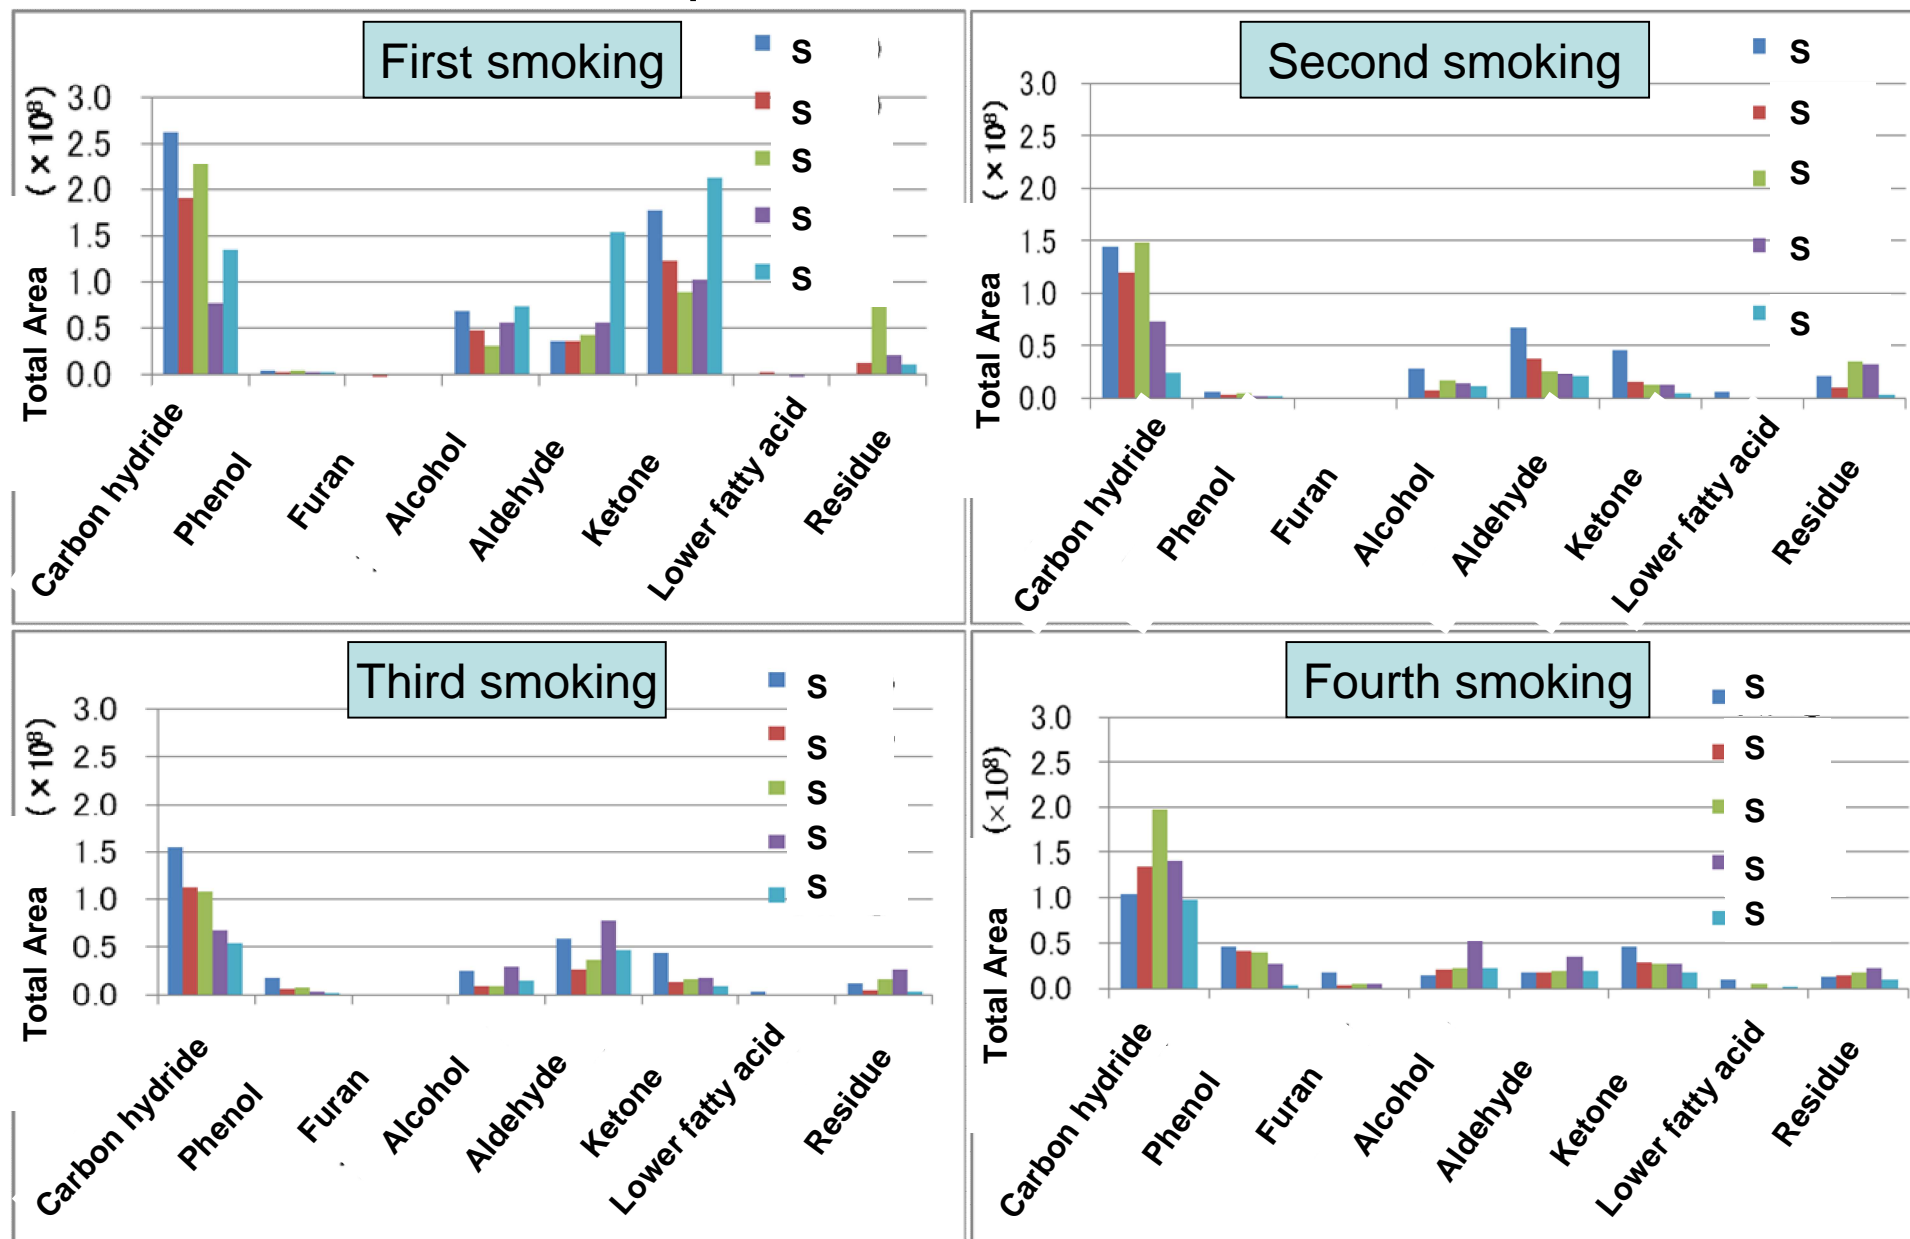 First smoking
S
S
S
S
S
Total Area (×10⁸)
3.0
2.5
2.0
1.5
1.0
0.5
0.0
Carbon hydride
Phenol
Furan
Alcohol
Aldehyde
Ketone
Lower fatty acid
Residue
Second smoking
S
S
S
S
S
Total Area (×10⁸)
3.0
2.5
2.0
1.5
1.0
0.5
0.0
Carbon hydride
Phenol
Furan
Alcohol
Aldehyde
Ketone
Lower fatty acid
Residue
Third smoking
S
S
S
S
S
Total Area (×10⁸)
3.0
2.5
2.0
1.5
1.0
0.5
0.0
Carbon hydride
Phenol
Furan
Alcohol
Aldehyde
Ketone
Lower fatty acid
Residue
Fourth smoking
S
S
S
S
S
Total Area (×10⁸)
3.0
2.5
2.0
1.5
1.0
0.5
0.0
Carbon hydride
Phenol
Furan
Alcohol
Aldehyde
Ketone
Lower fatty acid
Residue